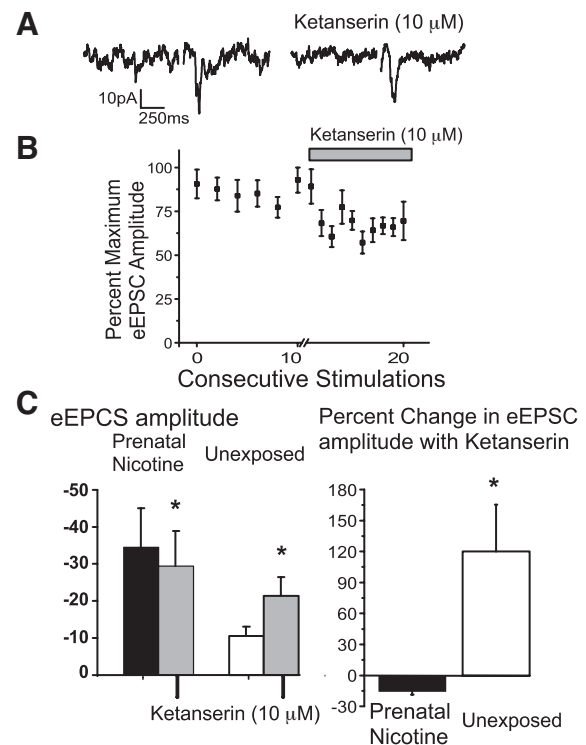 A
Ketanserin (10 μM)
10pA
250ms
B
Ketanserin (10 μM)
Percent Maximum
eEPSC Amplitude
100
75
50
25
0
0
10
20
Consecutive Stimulations
C
eEPCS amplitude
Prenatal
Nicotine
Unexposed
-50
-40
-30
-20
-10
0
*
*
Ketanserin (10 μM)
Percent Change in eEPSC
amplitude with Ketanserin
180
150
120
90
60
30
0
-30
*
Prenatal
Nicotine
Unexposed